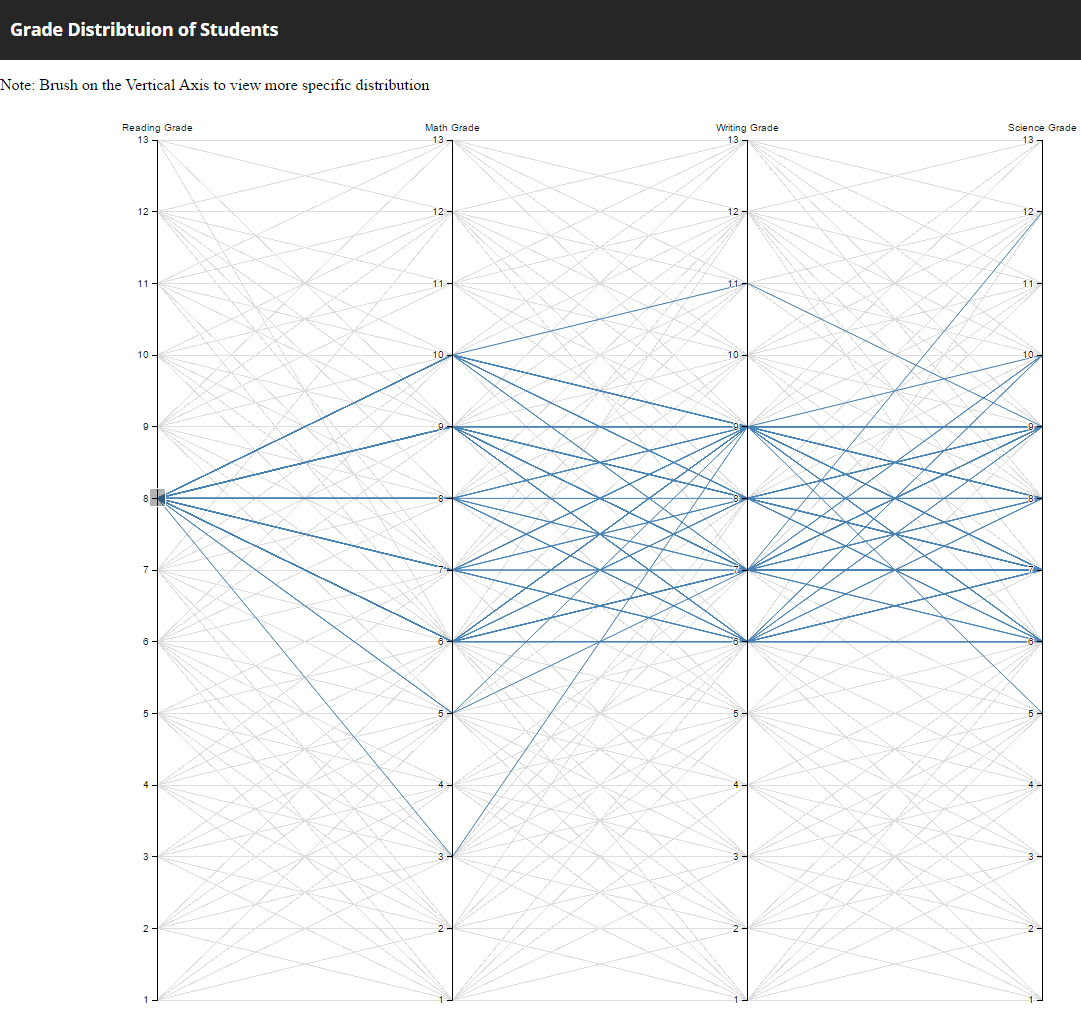 Grade Distribtuion of Students
Note: Brush on the Vertical Axis to view more specific distribution
Reading Grade Math Grade Writing Grade Science Grade
13 13 13 13
12 12 12 12
11 11 11 11
10 10 10 10
9 9 9 9
8 8 8 8
7 7 7 7
6 6 6 6
5 5 5 5
4 4 4 4
3 3 3 3
2 2 2 2
1 1 1 1